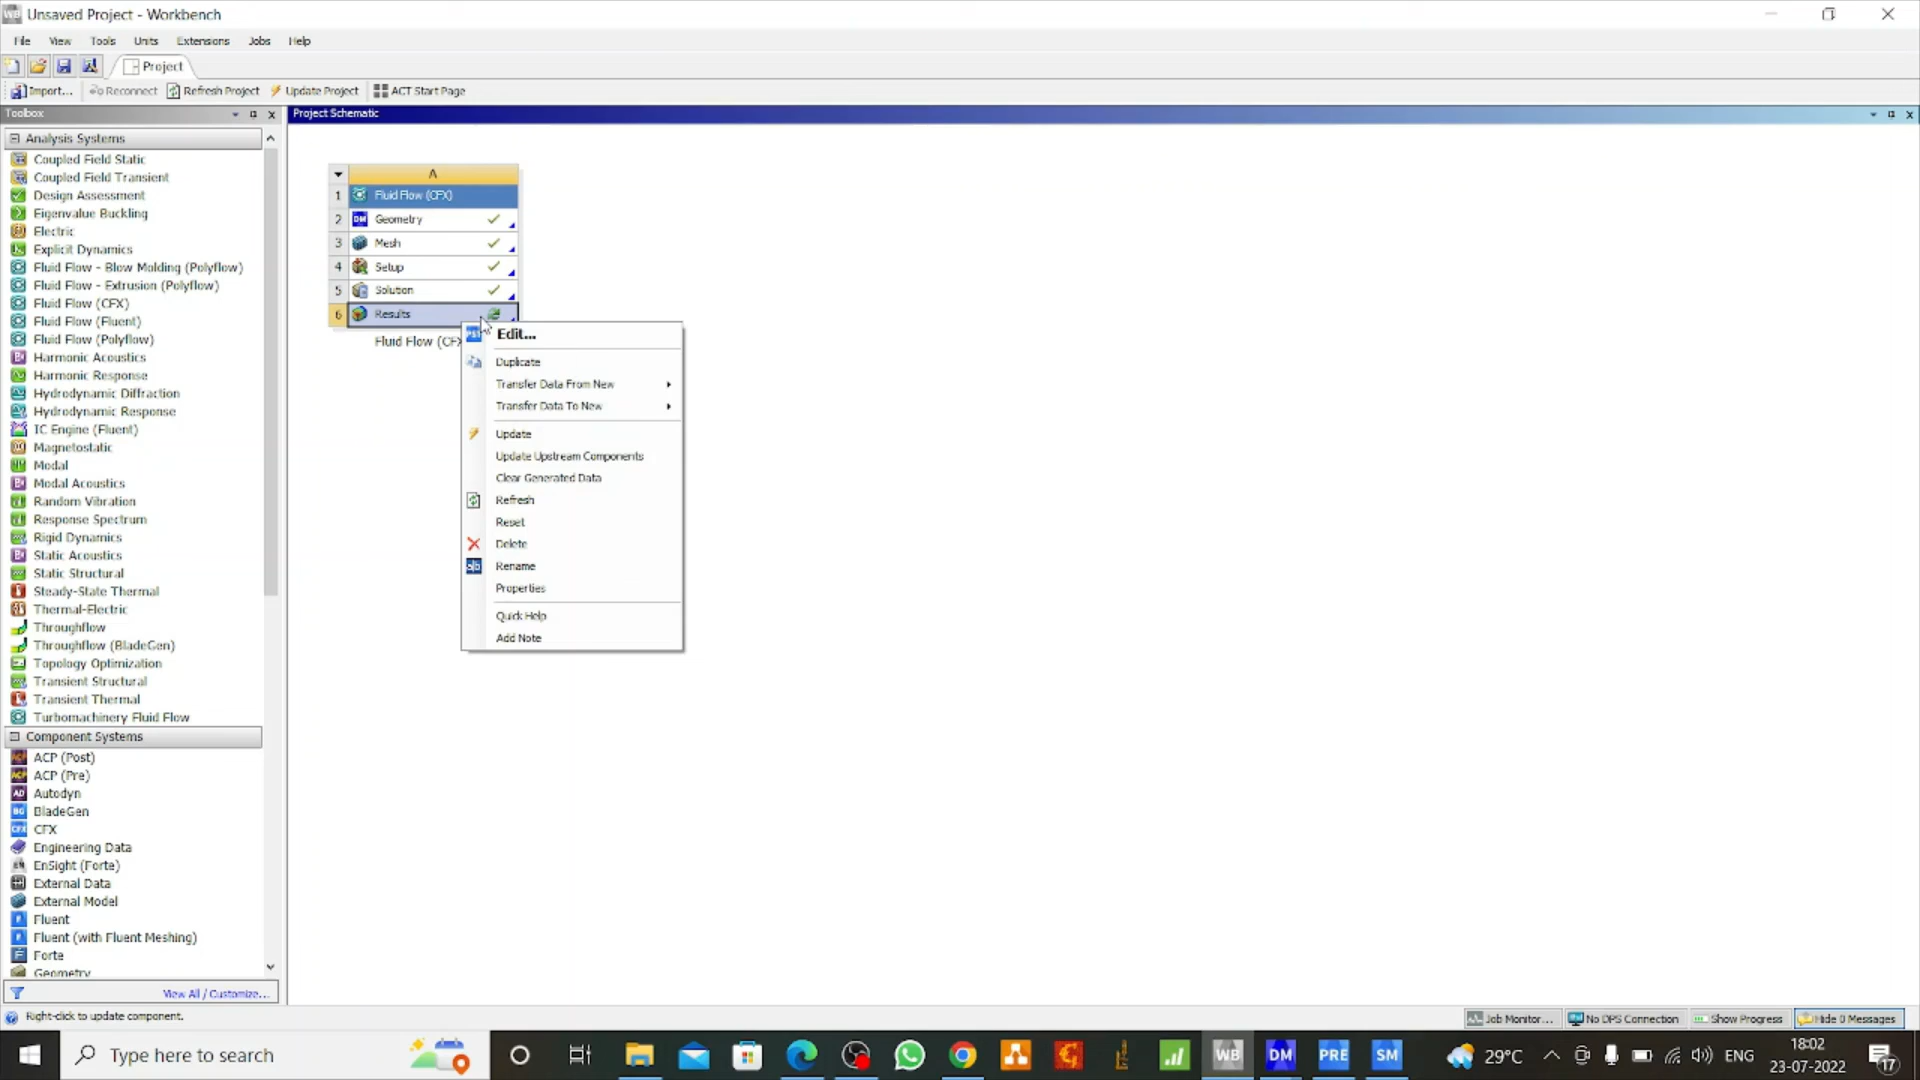 Unsaved Project - Workbench
File View Tools Units Extensions Jobs Help
Project
Import... Reconnect Refresh Project Update Project ACT Start Page
Toolbox
Analysis Systems
Coupled Field Static
Coupled Field Transient
Design Assessment
Eigenvalue Buckling
Electric
Explicit Dynamics
Fluid Flow - Blow Molding (Polyflow)
Fluid Flow - Extrusion (Polyflow)
Fluid Flow (CFX)
Fluid Flow (Fluent)
Fluid Flow (Polyflow)
Harmonic Acoustics
Harmonic Response
Hydrodynamic Diffraction
Hydrodynamic Response
IC Engine (Fluent)
Magnetostatic
Modal
Modal Acoustics
Random Vibration
Response Spectrum
Rigid Dynamics
Static Acoustics
Static Structural
Steady-State Thermal
Thermal-Electric
Throughflow
Throughflow (BladeGen)
Topology Optimization
Transient Structural
Transient Thermal
Turbomachinery Fluid Flow
Component Systems
ACP (Post)
ACP (Pre)
Autodyn
BladeGen
CFX
Engineering Data
EnSight (Forte)
External Data
External Model
Fluent
Fluent (with Fluent Meshing)
Forte
Geometry
View All / Customize...
Project Schematic
A
1 Fluid Flow (CFX)
2 DM Geometry
3 Mesh
4 Setup
5 Solution
6 Results
Fluid Flow (CFX
Edit...
Duplicate
Transfer Data From New
Transfer Data To New
Update
Update Upstream Components
Clear Generated Data
Refresh
Reset
Delete
Rename
Properties
Quick Help
Add Note
Right-click to update component.
Job Monitor... No DPS Connection Show Progress Hide 0 Messages
Type here to search
WB DM PRE SM
29°C ENG
18:02
23-07-2022
17